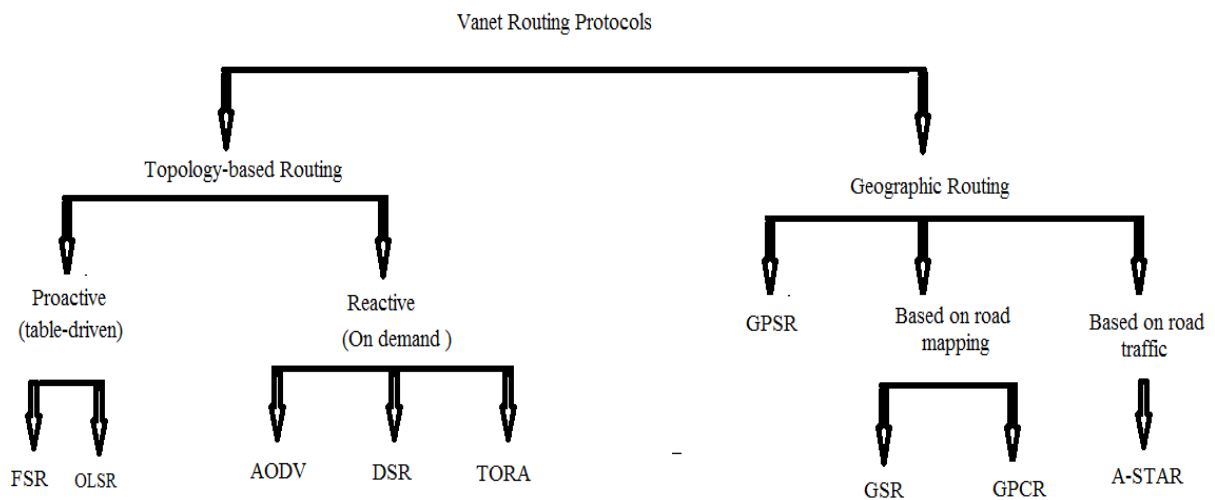 Vanet Routing Protocols
Topology-based Routing
Geographic Routing
Proactive
(table-driven)
Reactive
(On demand )
GPSR
Based on road
mapping
Based on road
traffic
FSR
OLSR
AODV
DSR
TORA
GSR
GPCR
A-STAR